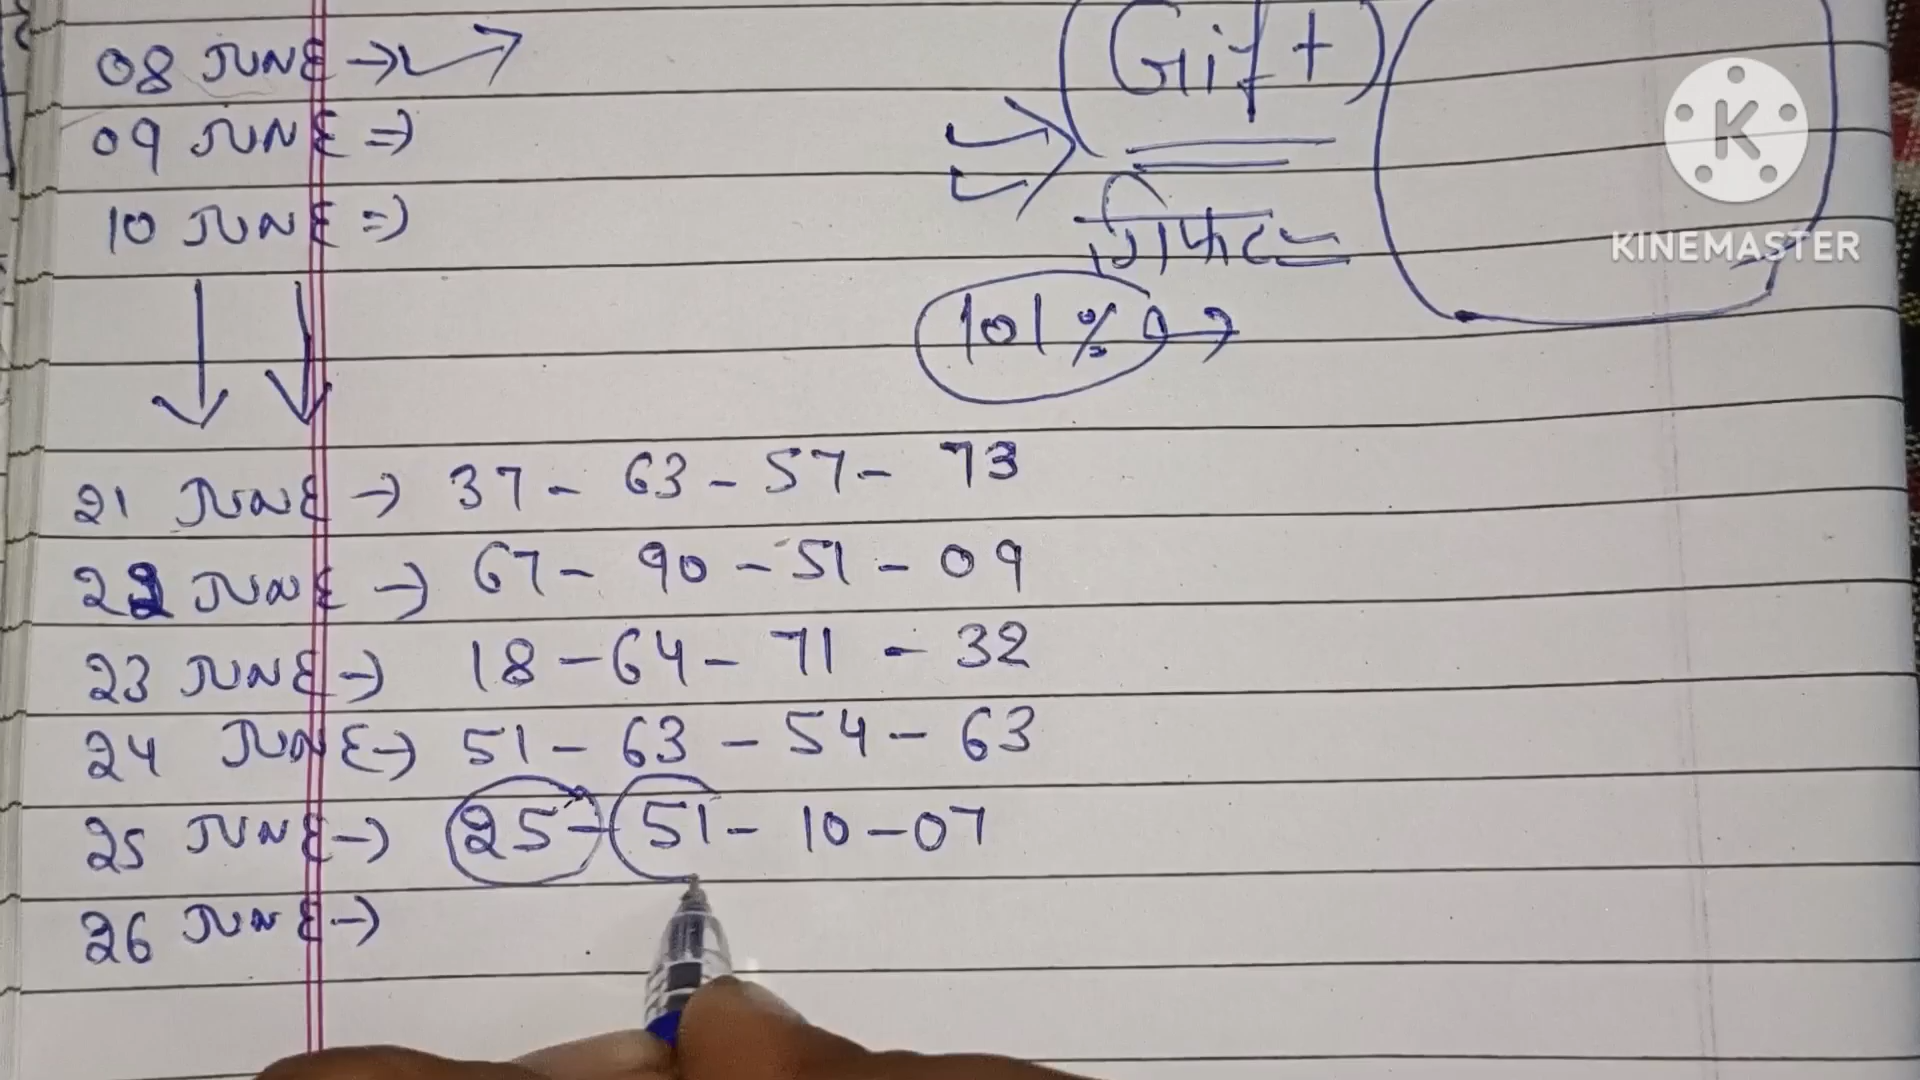 08 JUNE →
09 JUNE ⇒
10 JUNE ⇒
Gift
KINEMASTER
101%
21 JUNE → 37 - 63 - 57 - 73
22 JUNE → 67 - 90 - 51 - 09
23 JUNE → 18 - 64 - 71 - 32
24 JUNE → 51 - 63 - 54 - 63
25 JUNE → 25 - 51 - 10 - 07
26 JUNE →